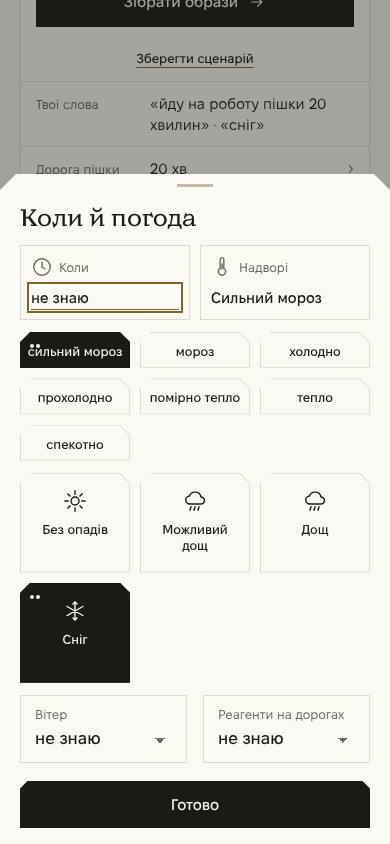 Зібрати образи →
Зберегти сценарій
Твої слова
«йду на роботу пішки 20
хвилин» · «сніг»
Дорога пішки
20 хв
Коли й погода
Коли
не знаю
Надворі
Сильний мороз
сильний мороз
мороз
холодно
прохолодно
помірно тепло
тепло
спекотно
Без опадів
Можливий
дощ
Дощ
Сніг
Вітер
не знаю
Реагенти на дорогах
не знаю
Готово